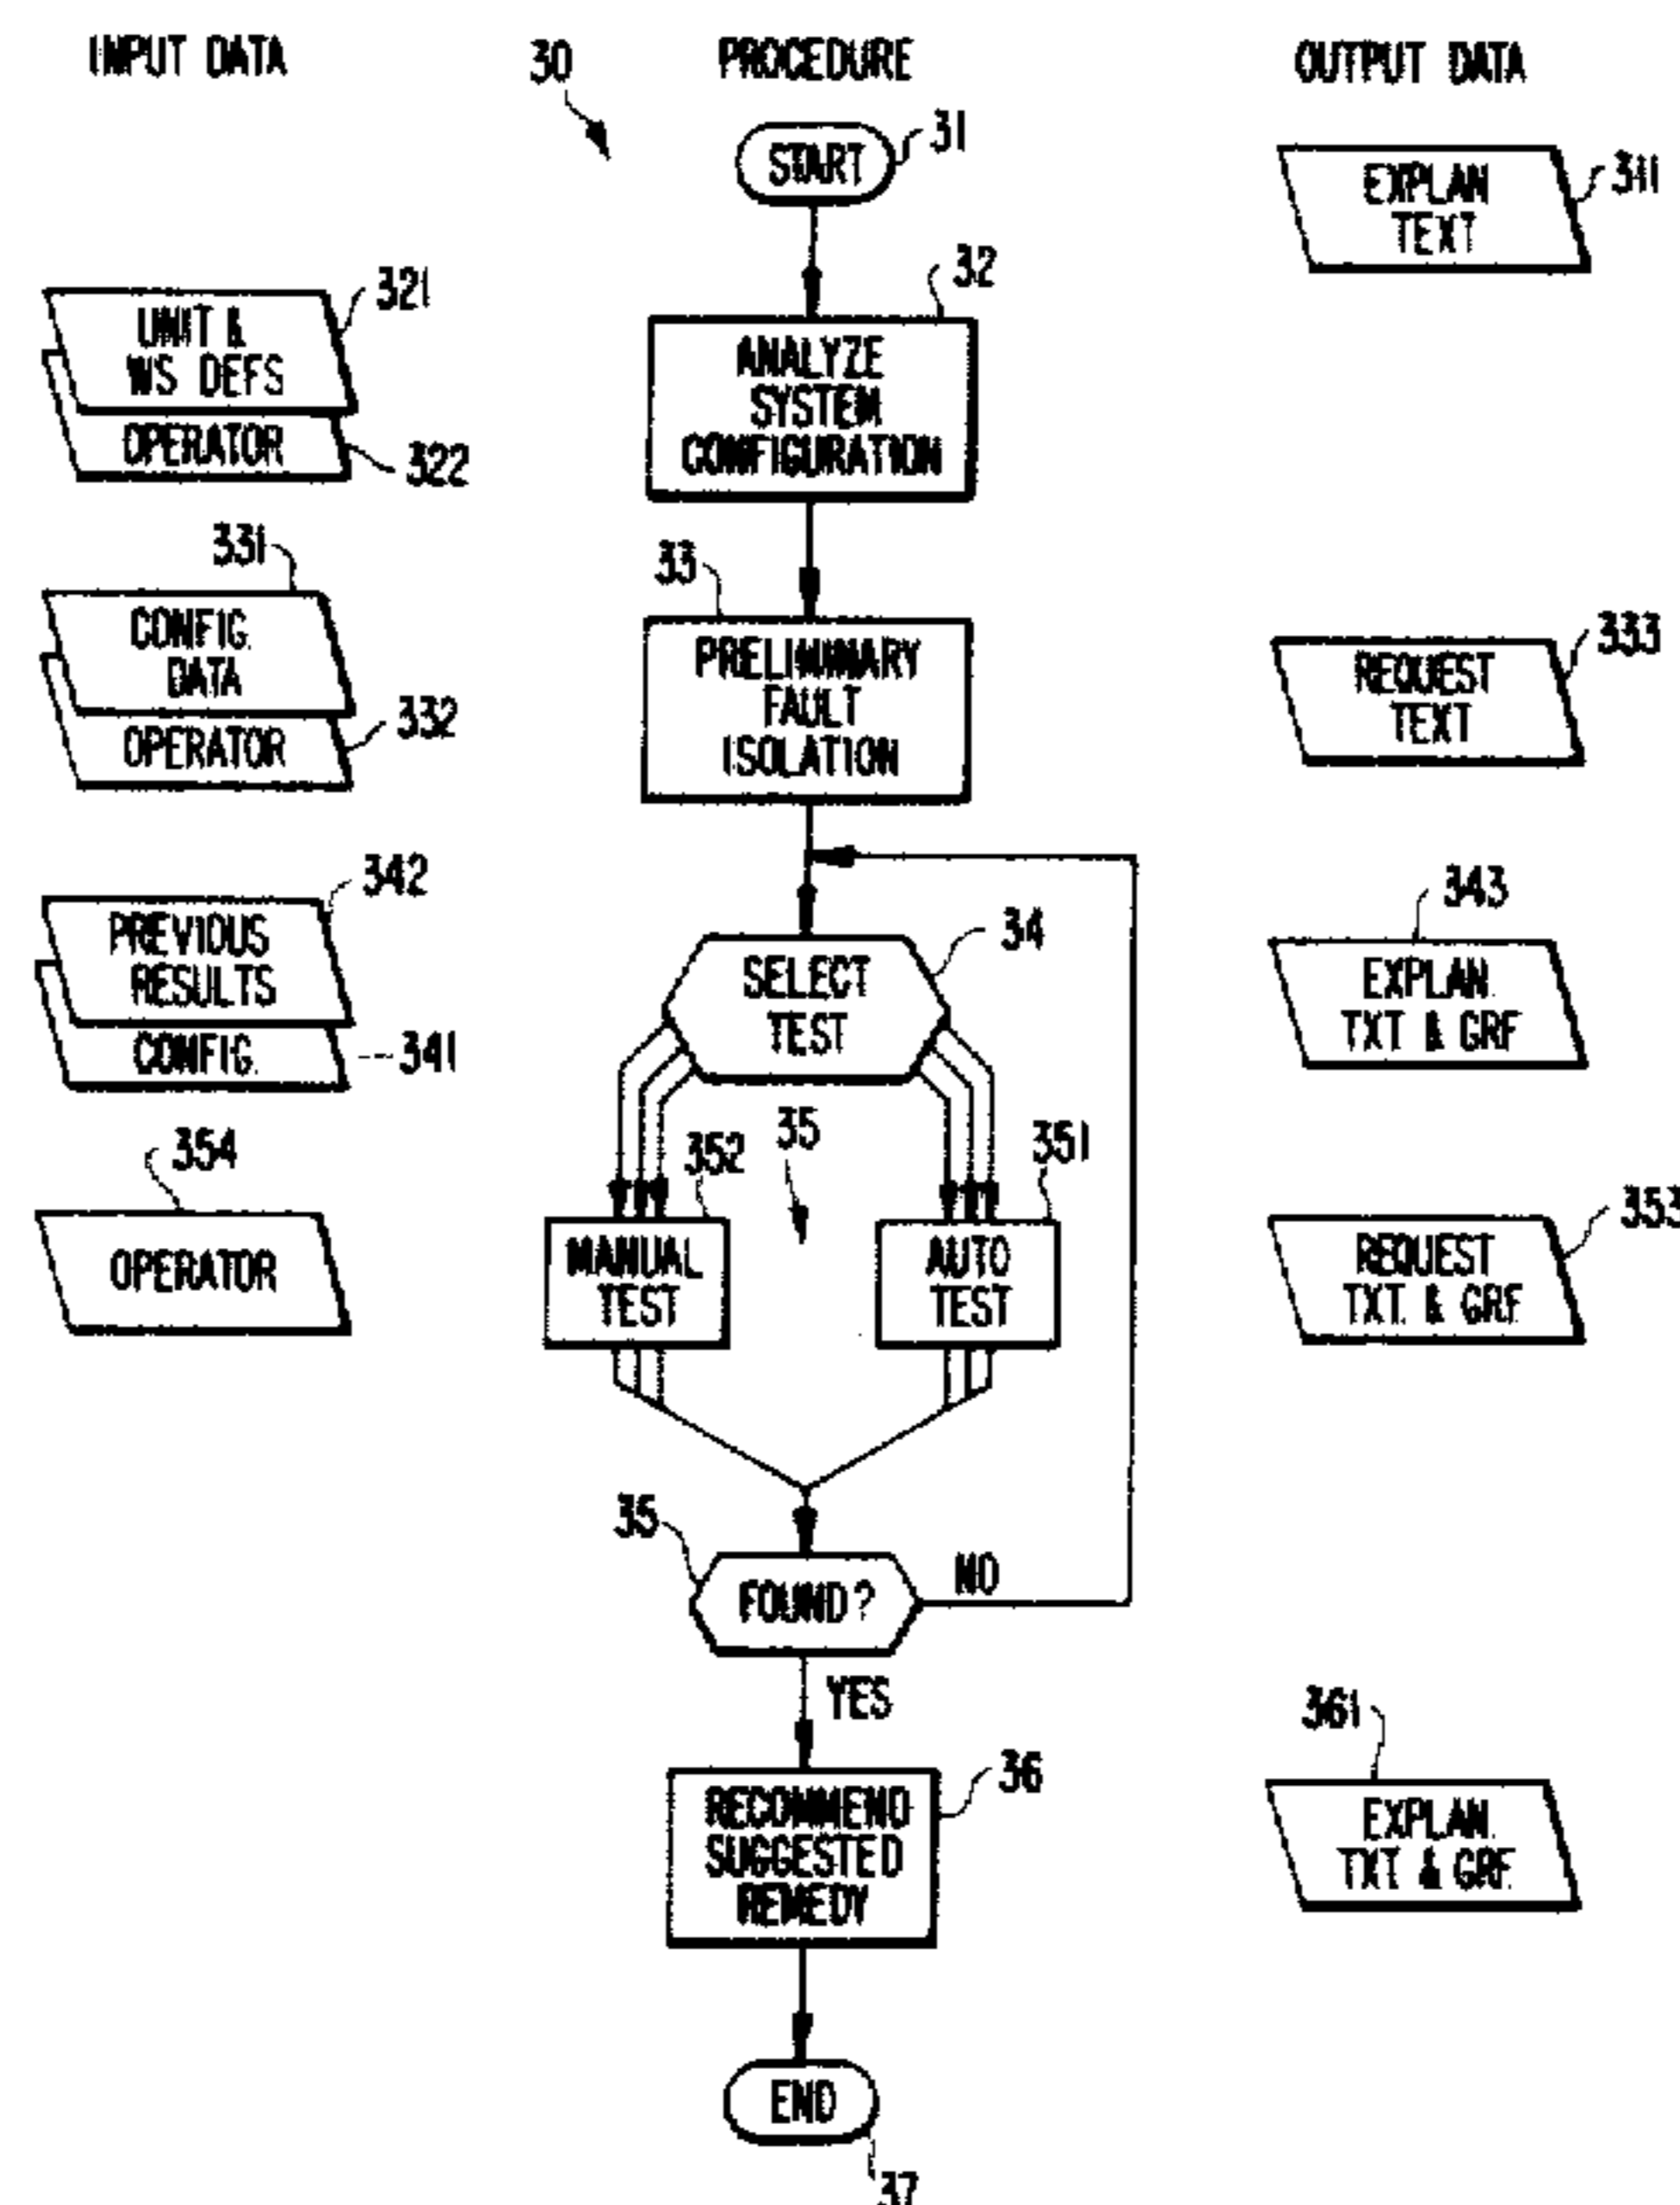 INPUT DATA
30
PROCEDURE
OUTPUT DATA
START
31
EXPLAN
TEXT
311
UNIT &
WS DEFS
321
OPERATOR
322
32
ANALYZE
SYSTEM
CONFIGURATION
331
CONFIG.
DATA
OPERATOR
332
33
PRELIMINARY
FAULT
ISOLATION
REQUEST
TEXT
333
342
PREVIOUS
RESULTS
CONFIG.
341
SELECT
TEST
34
343
EXPLAN.
TXT & GRF
354
OPERATOR
352
35
351
MANUAL
TEST
AUTO
TEST
353
REQUEST
TXT & GRF
35
FOUND?
NO
YES
36
RECOMMEND
SUGGESTED
REMEDY
361
EXPLAN.
TXT & GRF
END
37